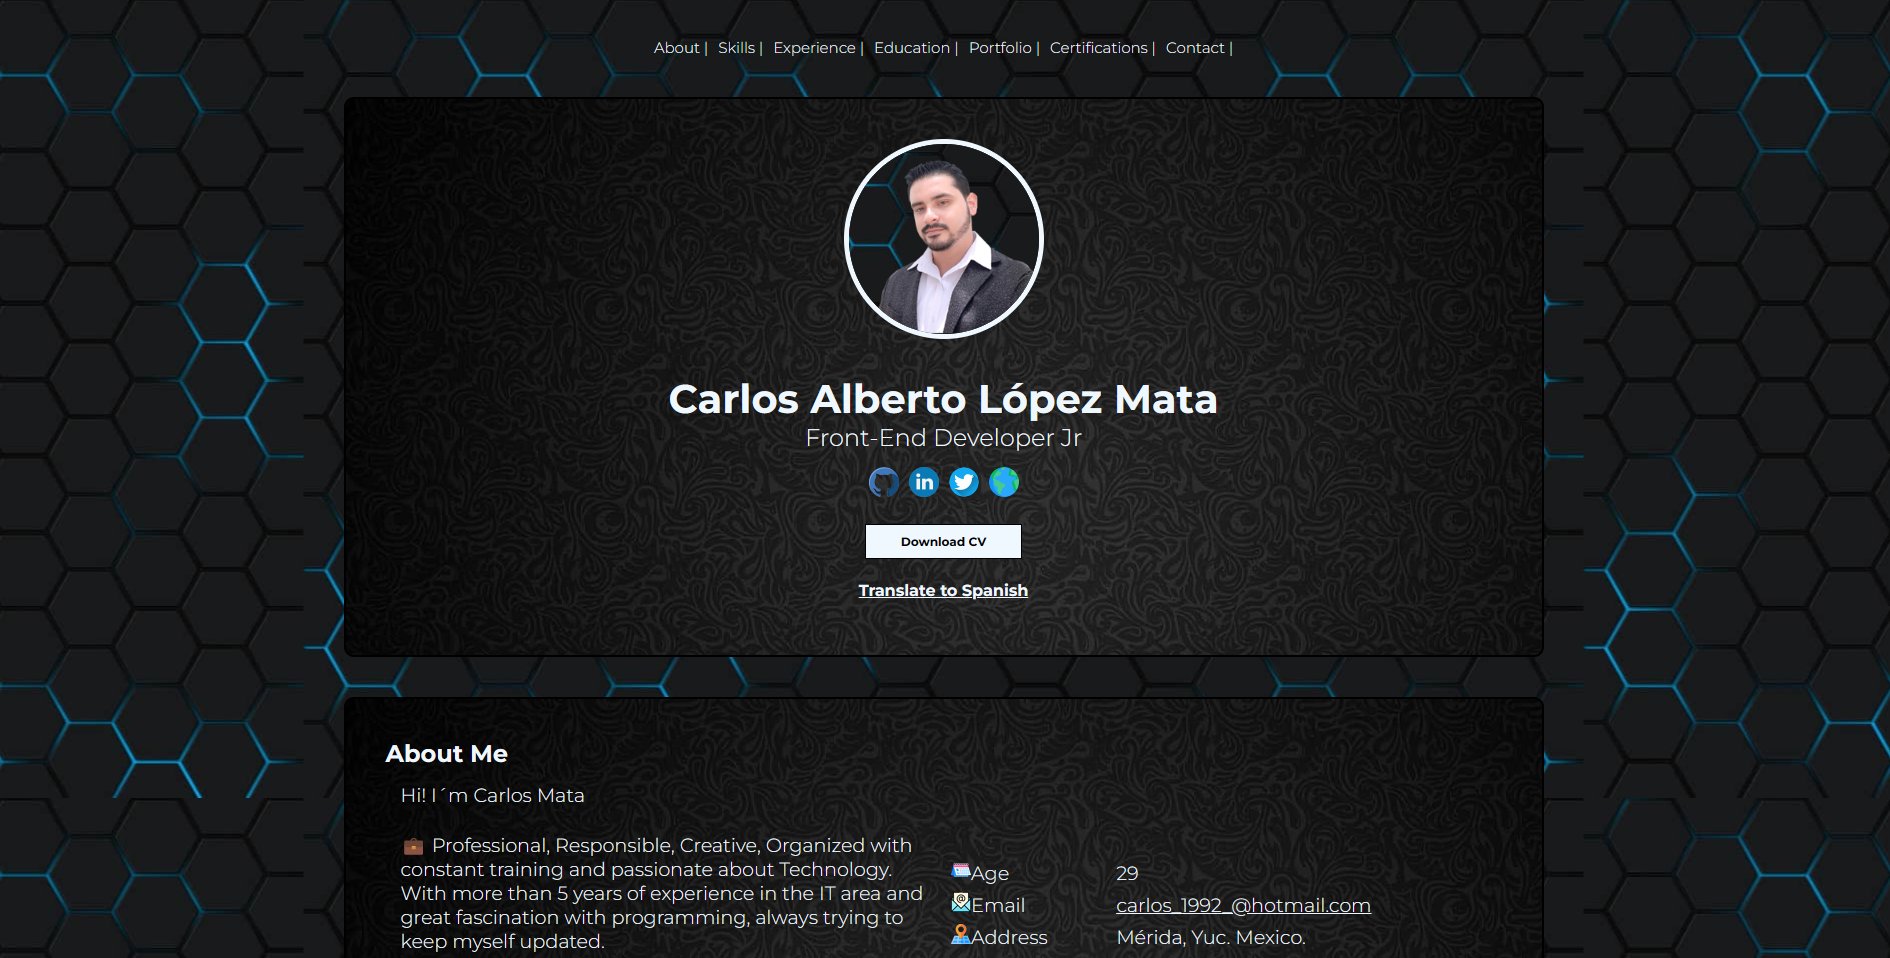 About | Skills | Experience | Education | Portfolio | Certifications | Contact |
Carlos Alberto López Mata
Front-End Developer Jr
in
Download CV
Translate to Spanish
About Me
Hi! I´m Carlos Mata
Professional, Responsible, Creative, Organized with
constant training and passionate about Technology.
With more than 5 years of experience in the IT area and
great fascination with programming, always trying to
keep myself updated.
Age 29
Email carlos_1992_@hotmail.com
Address Mérida, Yuc. Mexico.